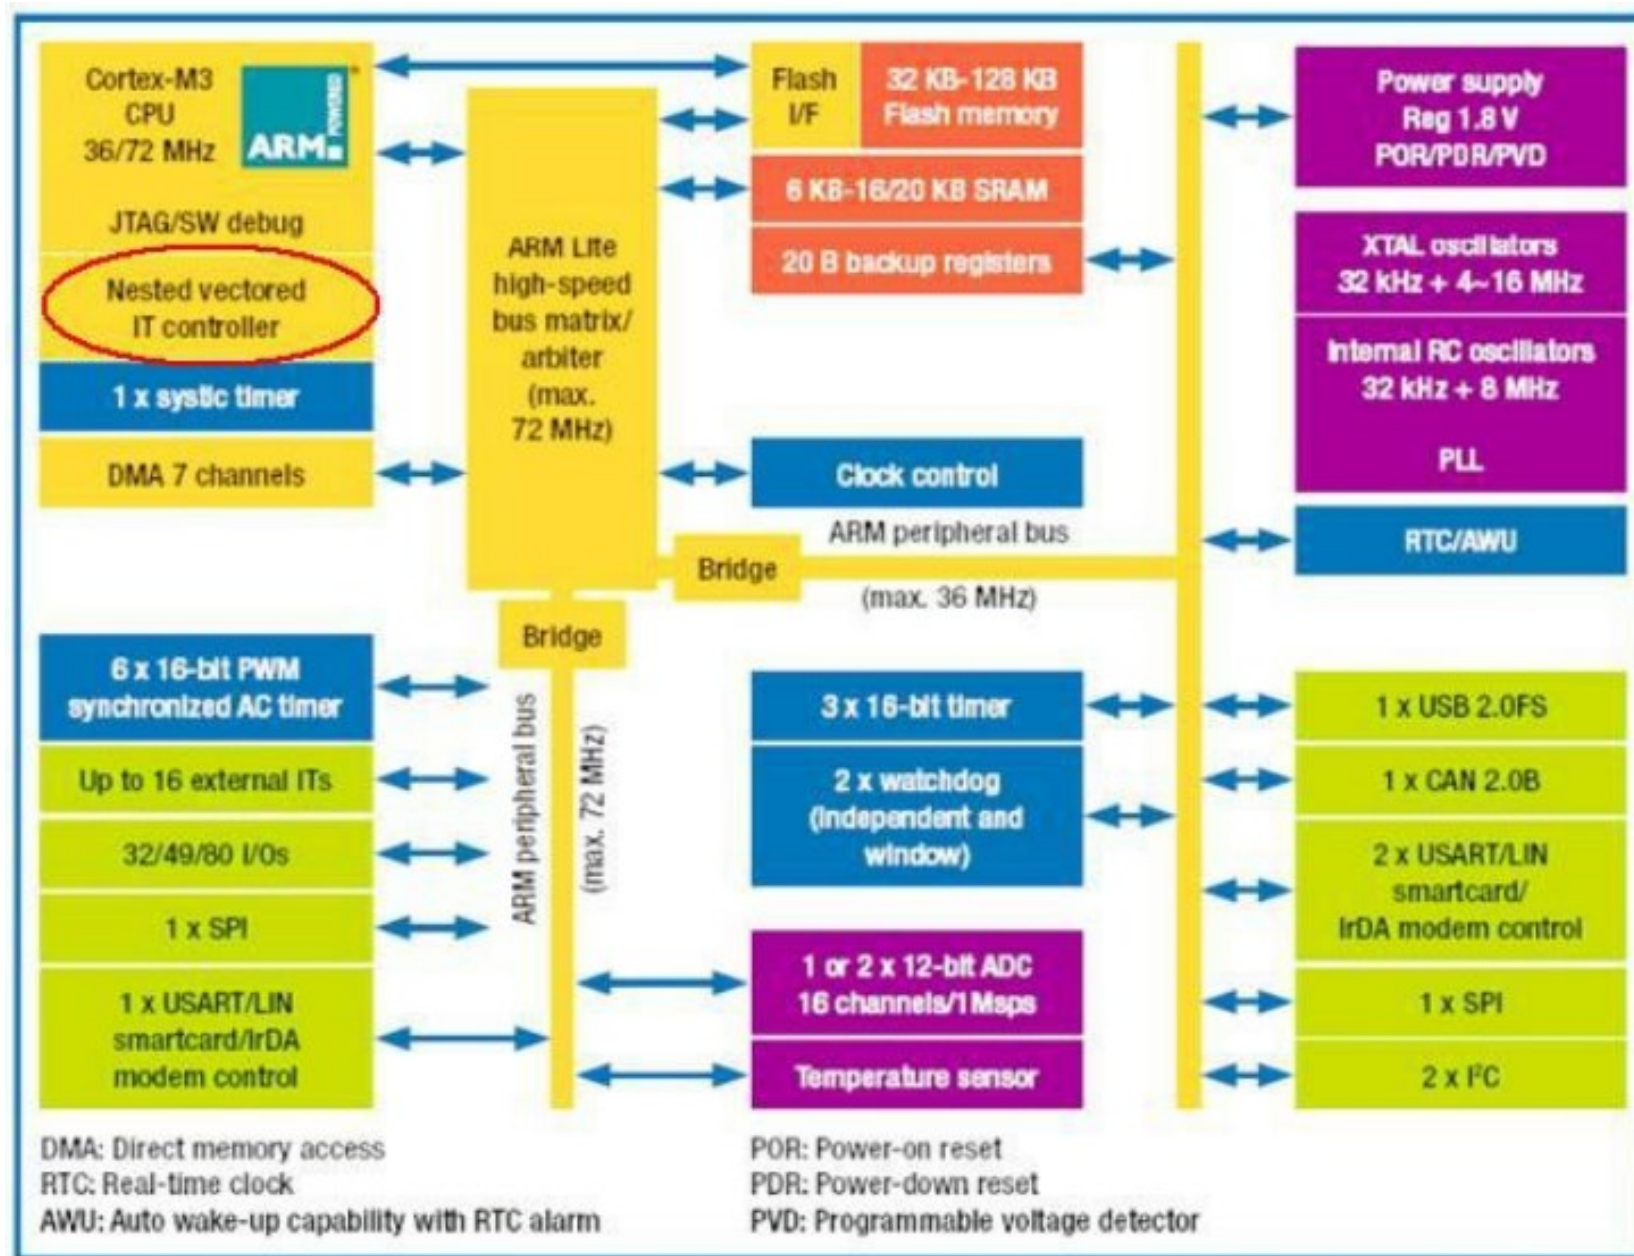 Cortex-M3
CPU
36/72 MHz
ARM
POWERED
™
JTAG/SW debug
Nested vectored
IT controller
1 x systic timer
DMA 7 channels
ARM Lite
high-speed
bus matrix/
arbiter
(max.
72 MHz)
Flash
I/F
32 KB-128 KB
Flash memory
6 KB-16/20 KB SRAM
20 B backup registers
Clock control
ARM peripheral bus
(max. 36 MHz)
Bridge
Bridge
Power supply
Reg 1.8 V
POR/PDR/PVD
XTAL oscillators
32 kHz + 4~16 MHz
Internal RC oscillators
32 kHz + 8 MHz
PLL
RTC/AWU
6 x 16-bit PWM
synchronized AC timer
Up to 16 external ITs
32/49/80 I/Os
1 x SPI
1 x USART/LIN
smartcard/IrDA
modem control
ARM peripheral bus
(max. 72 MHz)
3 x 16-bit timer
2 x watchdog
(independent and
window)
1 or 2 x 12-bit ADC
16 channels/1Msps
Temperature sensor
1 x USB 2.0FS
1 x CAN 2.0B
2 x USART/LIN
smartcard/
IrDA modem control
1 x SPI
2 x I²C
DMA: Direct memory access
RTC: Real-time clock
AWU: Auto wake-up capability with RTC alarm
POR: Power-on reset
PDR: Power-down reset
PVD: Programmable voltage detector